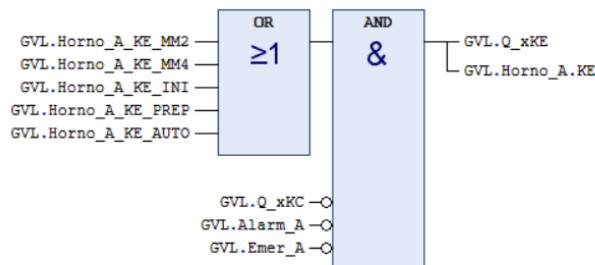 OR
AND
≥1
&
GVL.Horno_A_KE_MM2
GVL.Horno_A_KE_MM4
GVL.Horno_A_KE_INI
GVL.Horno_A_KE_PREP
GVL.Horno_A_KE_AUTO
GVL.Q_xKE
GVL.Horno_A.KE
GVL.Q_xKC
GVL.Alarm_A
GVL.Emer_A